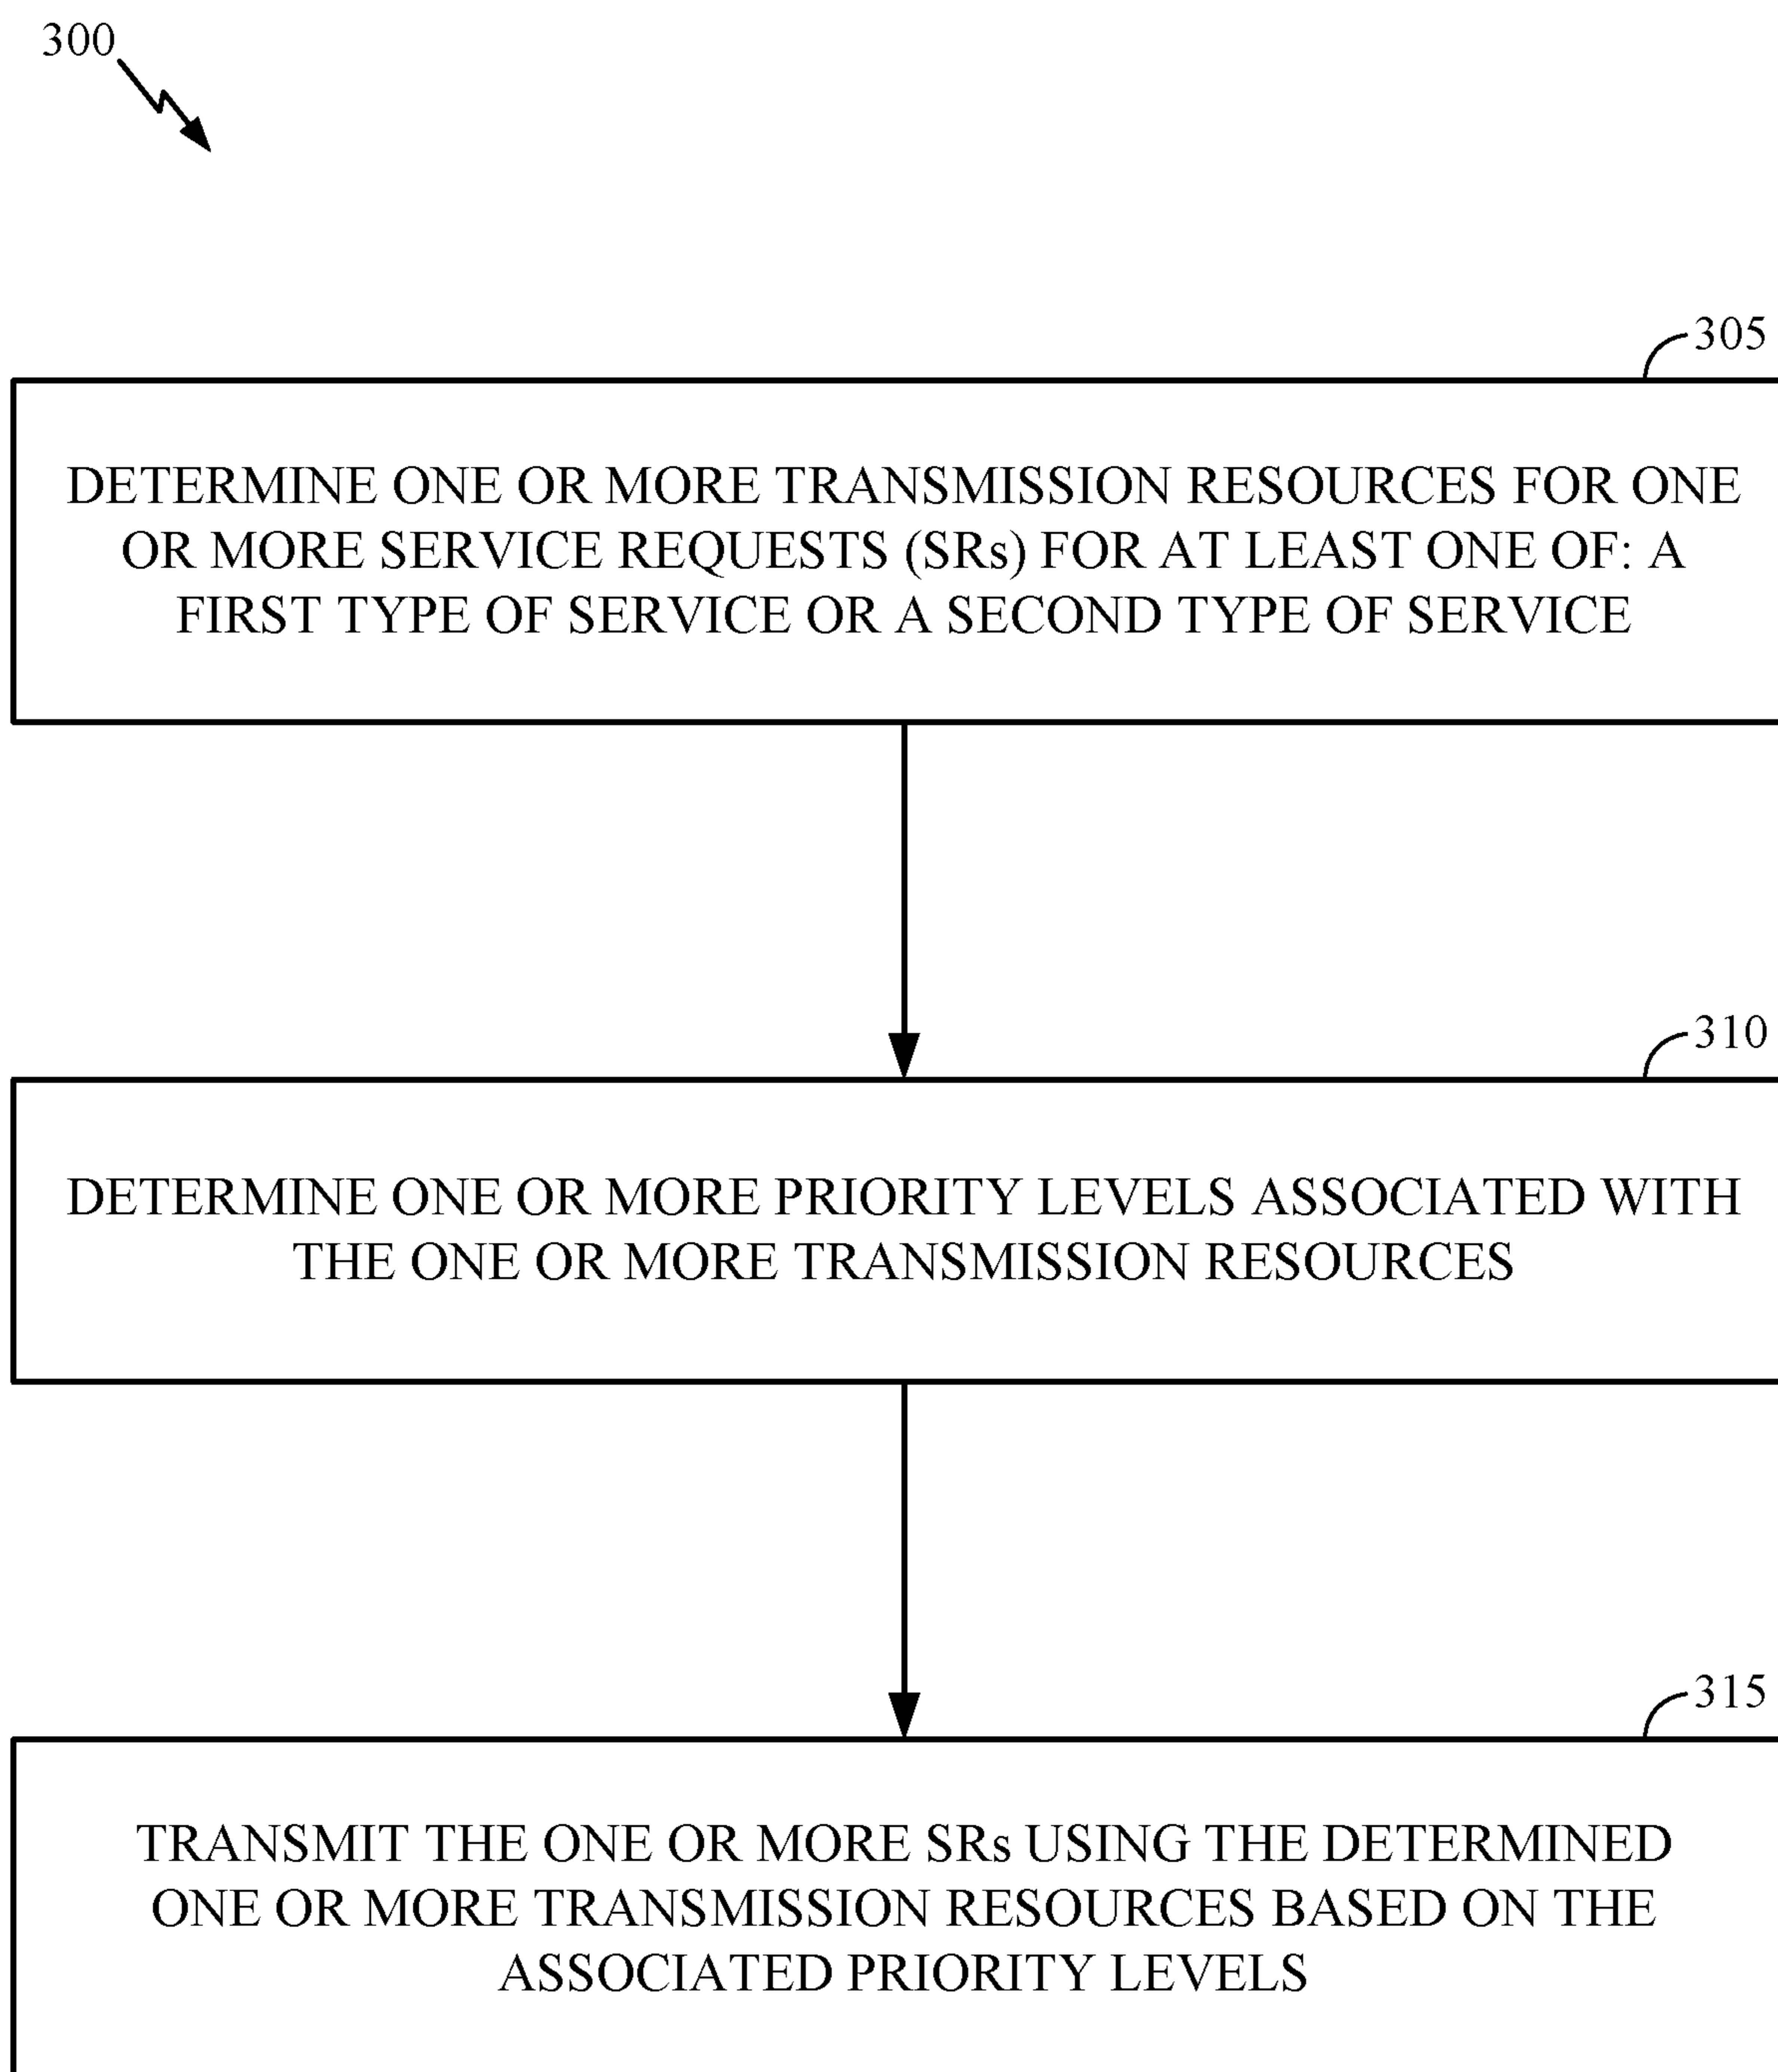 300
305
DETERMINE ONE OR MORE TRANSMISSION RESOURCES FOR ONE
OR MORE SERVICE REQUESTS (SRs) FOR AT LEAST ONE OF: A
FIRST TYPE OF SERVICE OR A SECOND TYPE OF SERVICE
310
DETERMINE ONE OR MORE PRIORITY LEVELS ASSOCIATED WITH
THE ONE OR MORE TRANSMISSION RESOURCES
315
TRANSMIT THE ONE OR MORE SRs USING THE DETERMINED
ONE OR MORE TRANSMISSION RESOURCES BASED ON THE
ASSOCIATED PRIORITY LEVELS